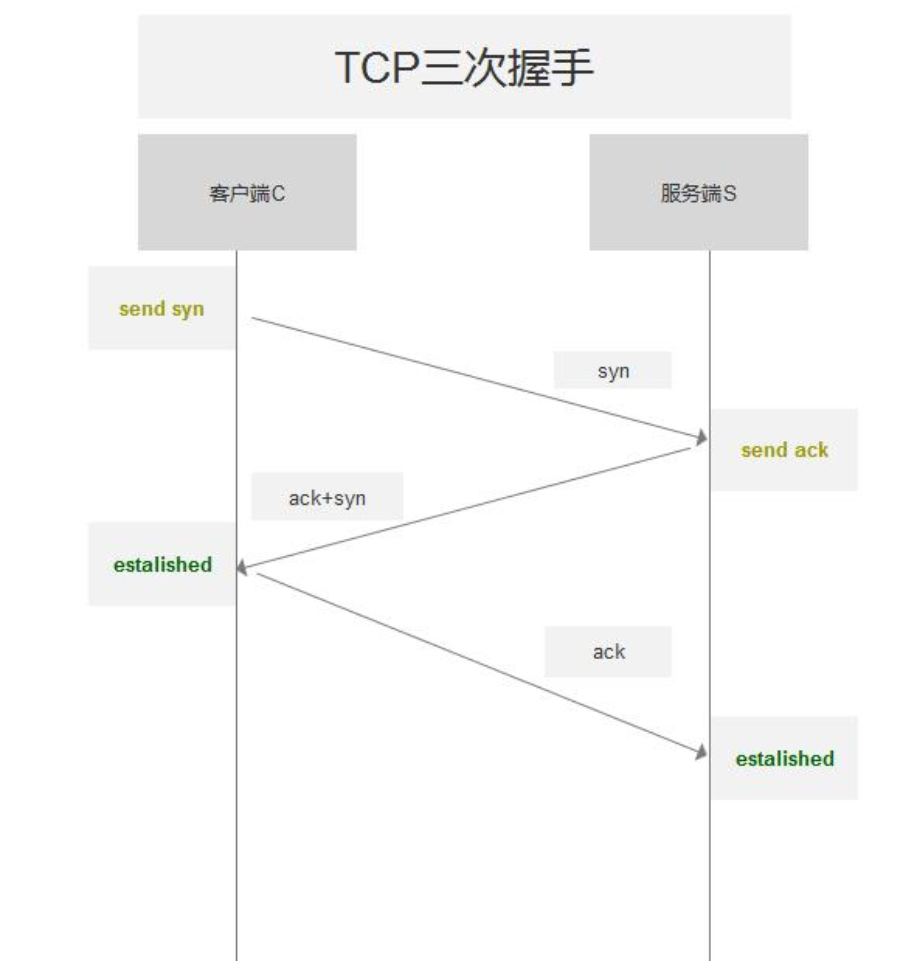 TCP三次握手
客户端C
服务端S
send syn
syn
send ack
ack+syn
estalished
ack
estalished